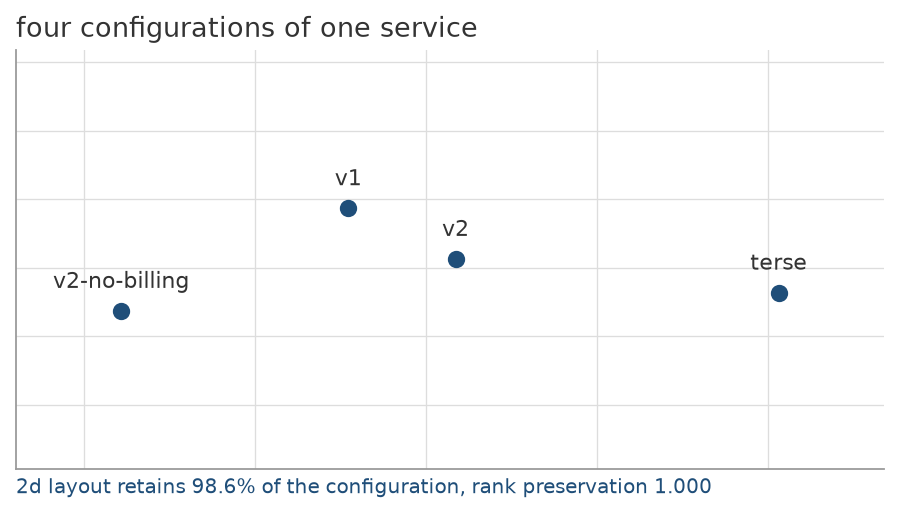 four configurations of one service
v1
v2
terse
v2-no-billing
2d layout retains 98.6% of the configuration, rank preservation 1.000